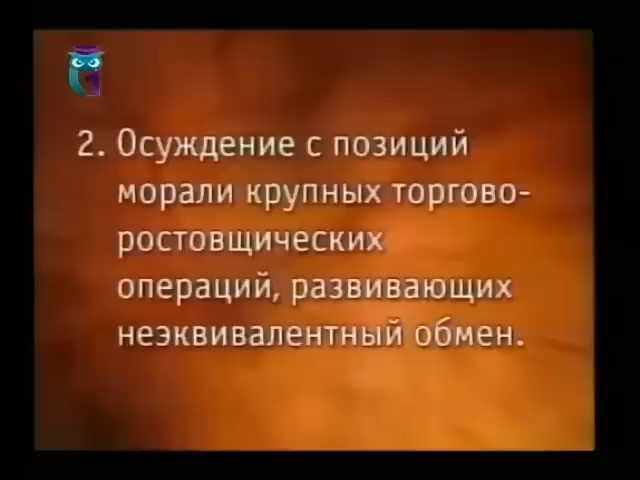 2. Осуждение с позиций
морали крупных торгово-
ростовщических
операций, развивающих
неэквивалентный обмен.